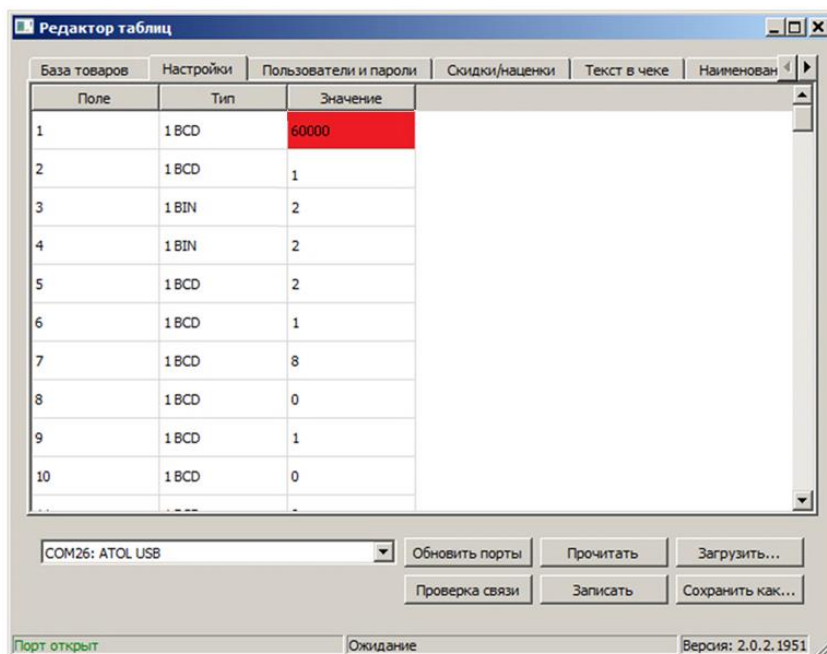 Редактор таблиц
База товаров Настройки Пользователи и пароли Скидки/наценки Текст в чеке Наименован
Поле Тип Значение
1 1 BCD 60000
2 1 BCD 1
3 1 BIN 2
4 1 BIN 2
5 1 BCD 2
6 1 BCD 1
7 1 BCD 8
8 1 BCD 0
9 1 BCD 1
10 1 BCD 0
COM26: ATOL USB Обновить порты Прочитать Загрузить...
Проверка связи Записать Сохранить как...
Порт открыт Ожидание Версия: 2.0.2.1951